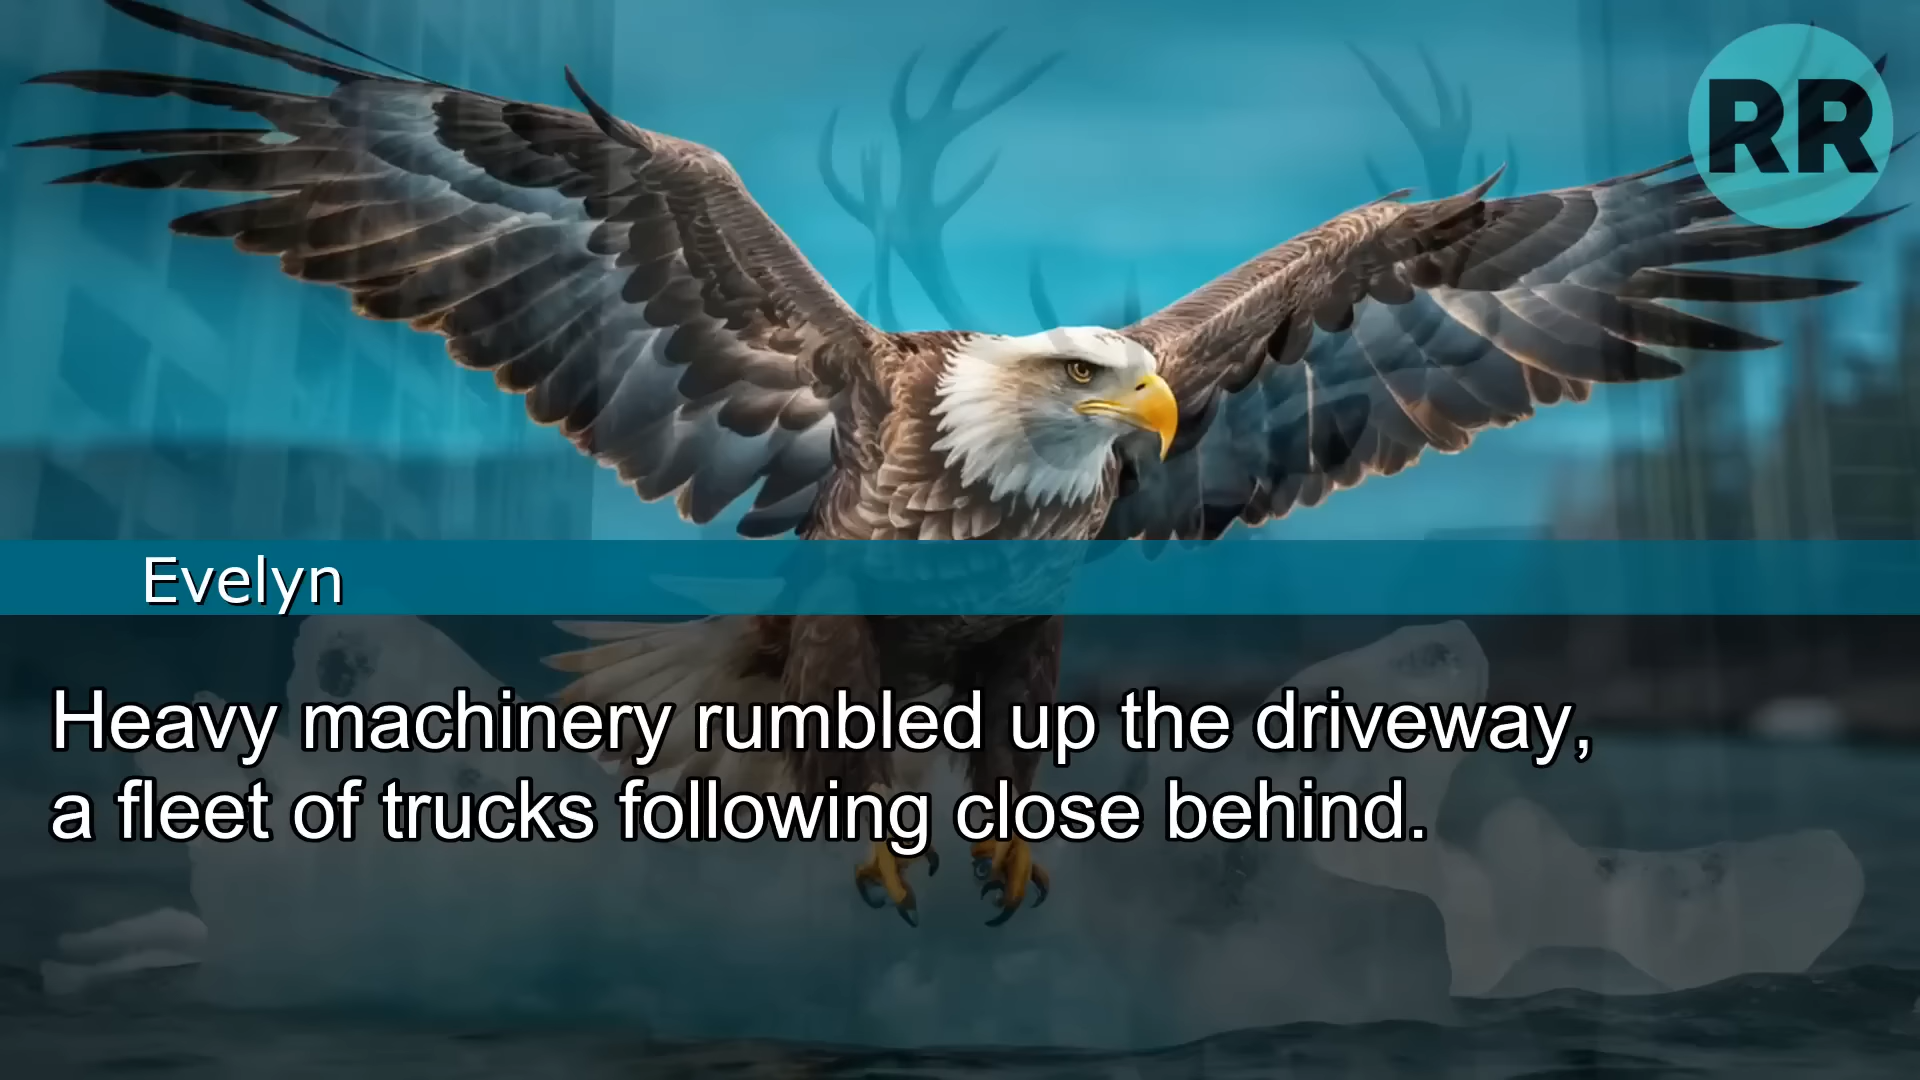 RR
Evelyn
Heavy machinery rumbled up the driveway,
a fleet of trucks following close behind.